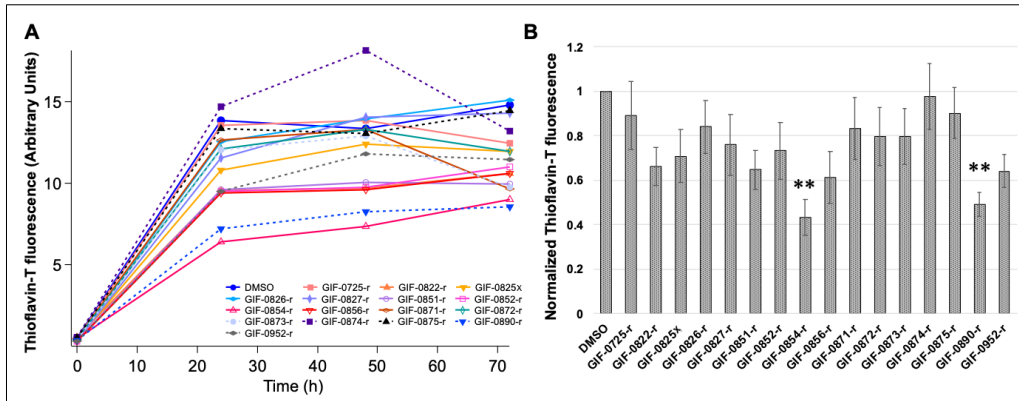 A
Thioflavin-T fluorescence (Arbitrary Units)
15
10
5
DMSO GIF-0725-r GIF-0822-r GIF-0825x
GIF-0826-r GIF-0827-r GIF-0851-r GIF-0852-r
GIF-0854-r GIF-0856-r GIF-0871-r GIF-0872-r
GIF-0873-r GIF-0874-r GIF-0875-r GIF-0890-r
GIF-0952-r
0 10 20 30 40 50 60 70
Time (h)
B
Normalized Thioflavin-T fluorescence
1.2
1
0.8
0.6
0.4
0.2
0
**
**
DMSO
GIF-0725-r
GIF-0822-r
GIF-0825x
GIF-0826-r
GIF-0827-r
GIF-0851-r
GIF-0852-r
GIF-0854-r
GIF-0856-r
GIF-0871-r
GIF-0872-r
GIF-0873-r
GIF-0874-r
GIF-0875-r
GIF-0890-r
GIF-0952-r